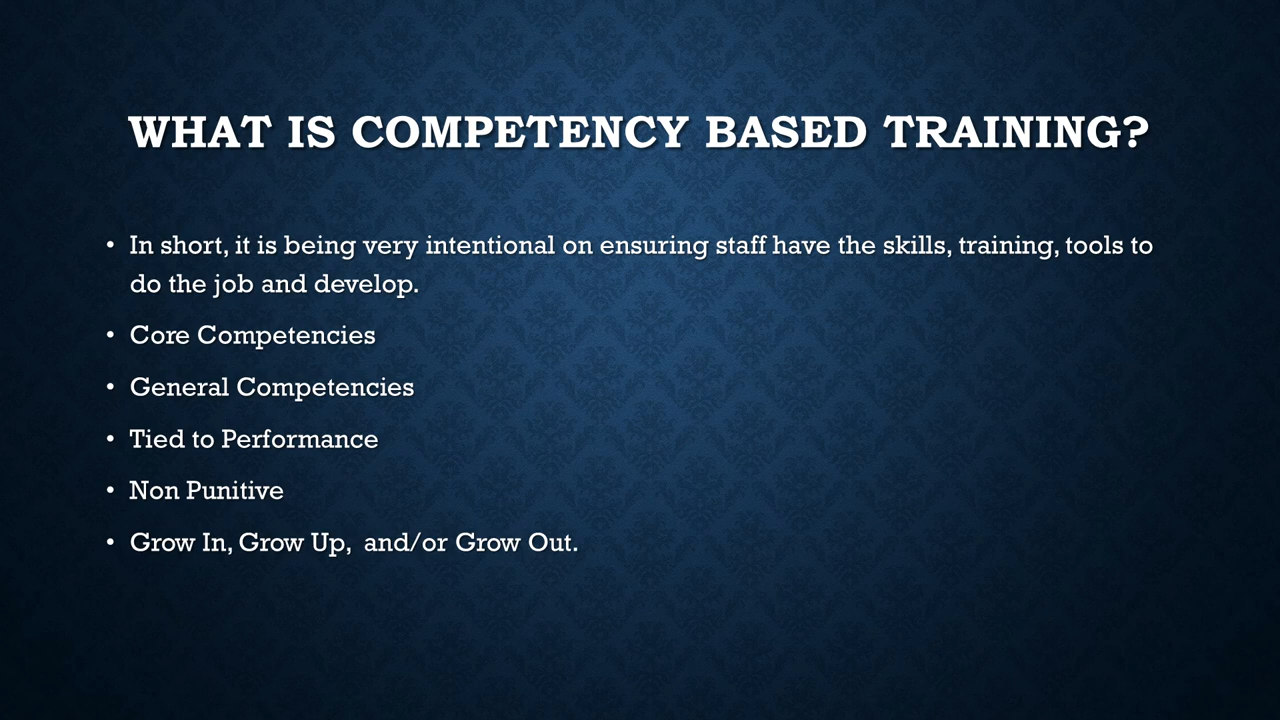 WHAT IS COMPETENCY BASED TRAINING?
• In short, it is being very intentional on ensuring staff have the skills, training, tools to
do the job and develop.
• Core Competencies
• General Competencies
• Tied to Performance
• Non Punitive
• Grow In, Grow Up,  and/or Grow Out.